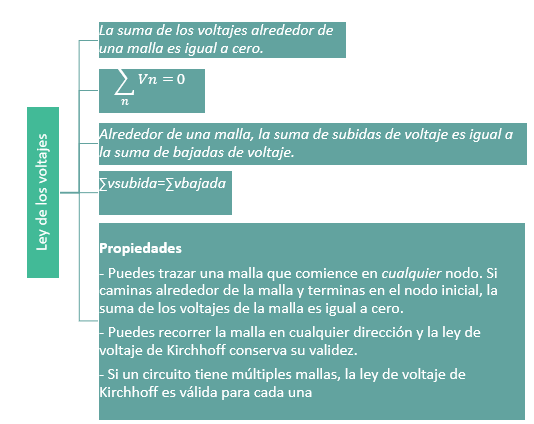 Ley de los voltajes
La suma de los voltajes alrededor de
una malla es igual a cero.
∑ Vn = 0
n
Alrededor de una malla, la suma de subidas de voltaje es igual a
la suma de bajadas de voltaje.
∑vsubida=∑vbajada
Propiedades
- Puedes trazar una malla que comience en cualquier nodo. Si
caminas alrededor de la malla y terminas en el nodo inicial, la
suma de los voltajes de la malla es igual a cero.
- Puedes recorrer la malla en cualquier dirección y la ley de
voltaje de Kirchhoff conserva su validez.
- Si un circuito tiene múltiples mallas, la ley de voltaje de
Kirchhoff es válida para cada una